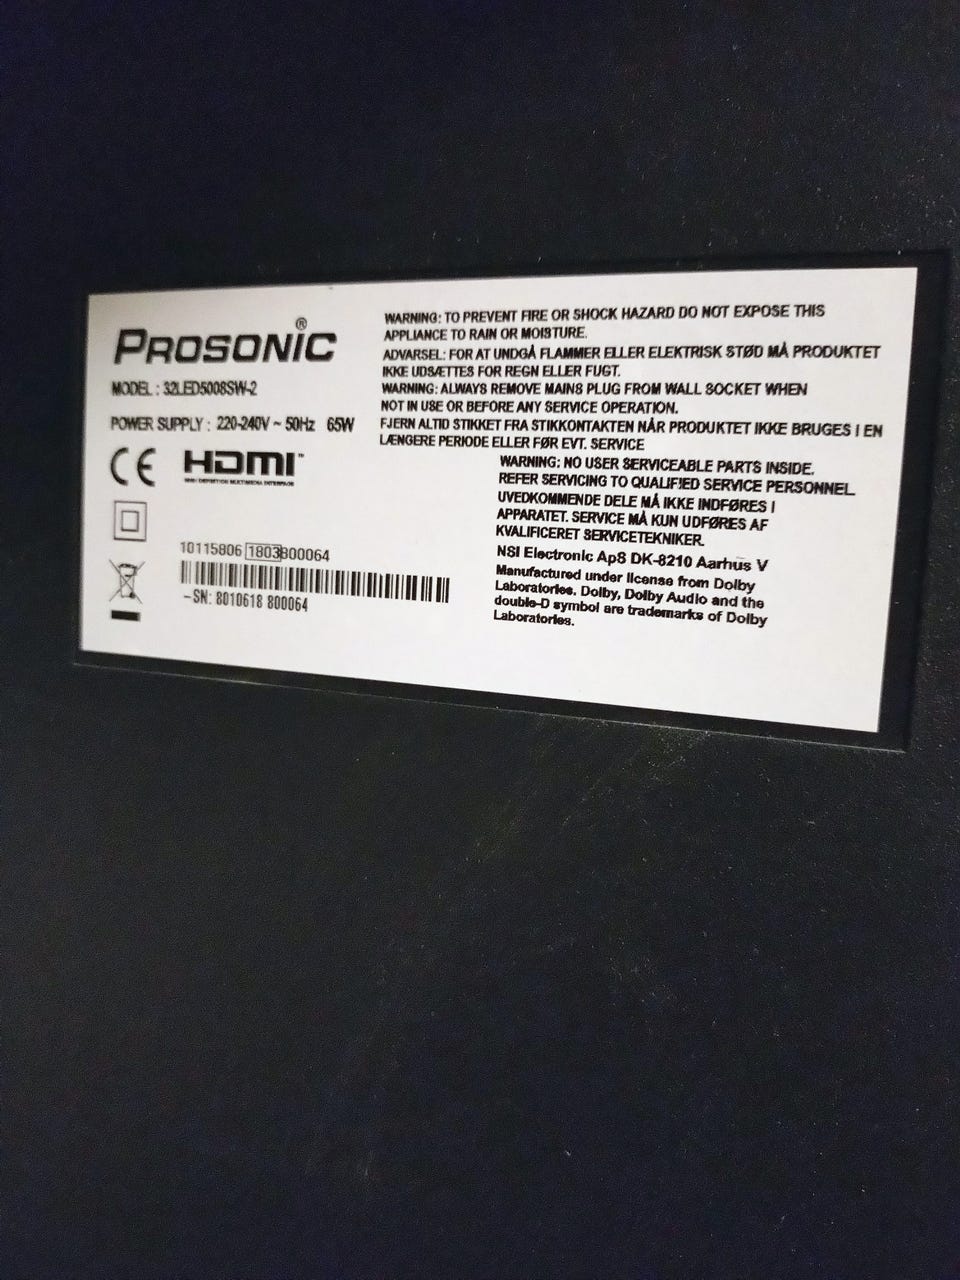 PROSONIC®
MODEL : 32LED5008SW-2
POWER SUPPLY : 220-240V ~ 50Hz 65W
CE HDMI™
HIGH DEFINITION MULTIMEDIA INTERFACE
10115806 1803800064
-SN: 8010618 800064
WARNING: TO PREVENT FIRE OR SHOCK HAZARD DO NOT EXPOSE THIS
APPLIANCE TO RAIN OR MOISTURE.
ADVARSEL: FOR AT UNDGÅ FLAMMER ELLER ELEKTRISK STØD MÅ PRODUKTET
IKKE UDSÆTTES FOR REGN ELLER FUGT.
WARNING: ALWAYS REMOVE MAINS PLUG FROM WALL SOCKET WHEN
NOT IN USE OR BEFORE ANY SERVICE OPERATION.
FJERN ALTID STIKKET FRA STIKKONTAKTEN NÅR PRODUKTET IKKE BRUGES I EN
LÆNGERE PERIODE ELLER FØR EVT. SERVICE
WARNING: NO USER SERVICEABLE PARTS INSIDE.
REFER SERVICING TO QUALIFIED SERVICE PERSONNEL.
UVEDKOMMENDE DELE MÅ IKKE INDFØRES I
APPARATET. SERVICE MÅ KUN UDFØRES AF
KVALIFICERET SERVICETEKNIKER.
NSI Electronic ApS DK-8210 Aarhus V
Manufactured under license from Dolby
Laboratories. Dolby, Dolby Audio and the
double-D symbol are trademarks of Dolby
Laboratories.